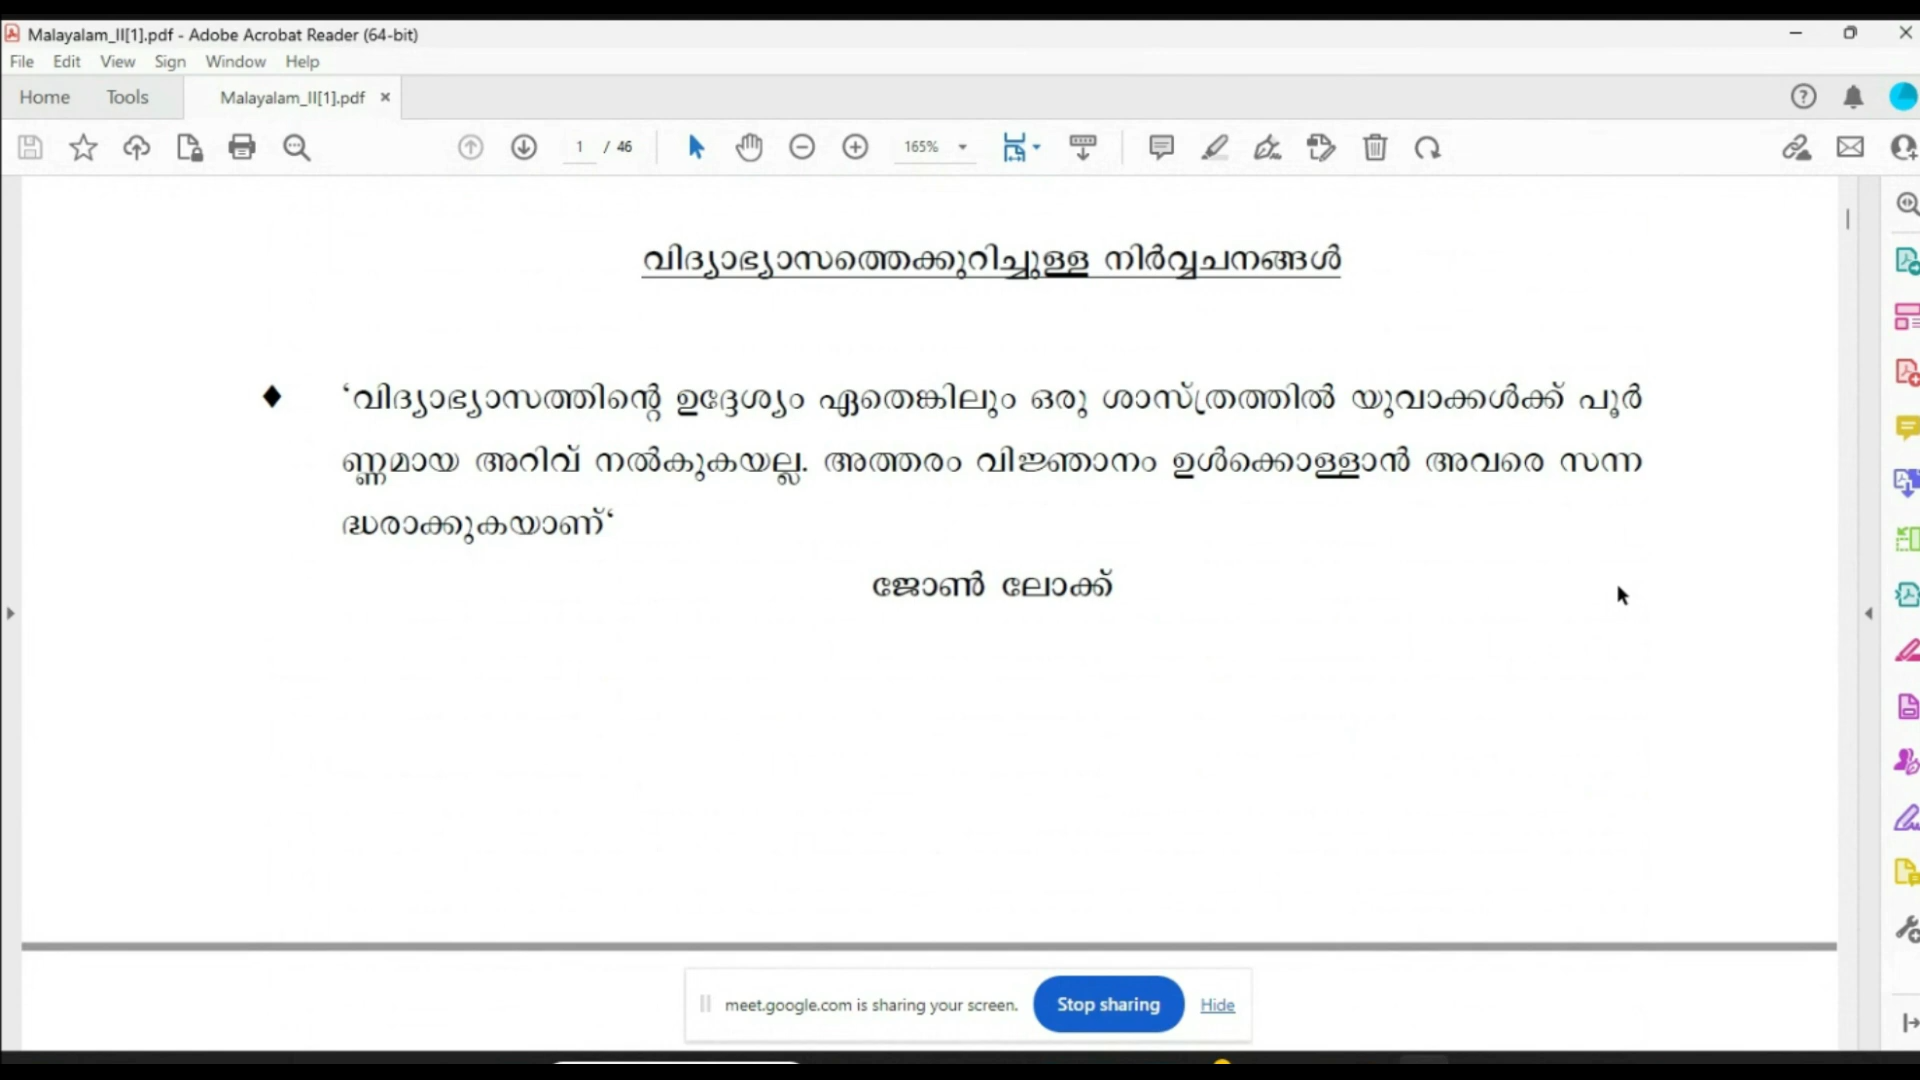 Malayalam_II[1].pdf - Adobe Acrobat Reader (64-bit)
File Edit View Sign Window Help
Home Tools Malayalam_II[1].pdf ×
1 / 46 165%
വിദ്യാഭ്യാസത്തെക്കുറിച്ചുള്ള നിർവ്വചനങ്ങൾ
♦ ‘വിദ്യാഭ്യാസത്തിന്റെ ഉദ്ദേശ്യം ഏതെങ്കിലും ഒരു ശാസ്ത്രത്തിൽ യുവാക്കൾക്ക് പൂർ
ണ്ണമായ അറിവ് നൽകുകയല്ല. അത്തരം വിജ്ഞാനം ഉൾക്കൊള്ളാൻ അവരെ സന്ന
ദ്ധരാക്കുകയാണ്‘
ജോൺ ലോക്ക്
meet.google.com is sharing your screen. Stop sharing Hide